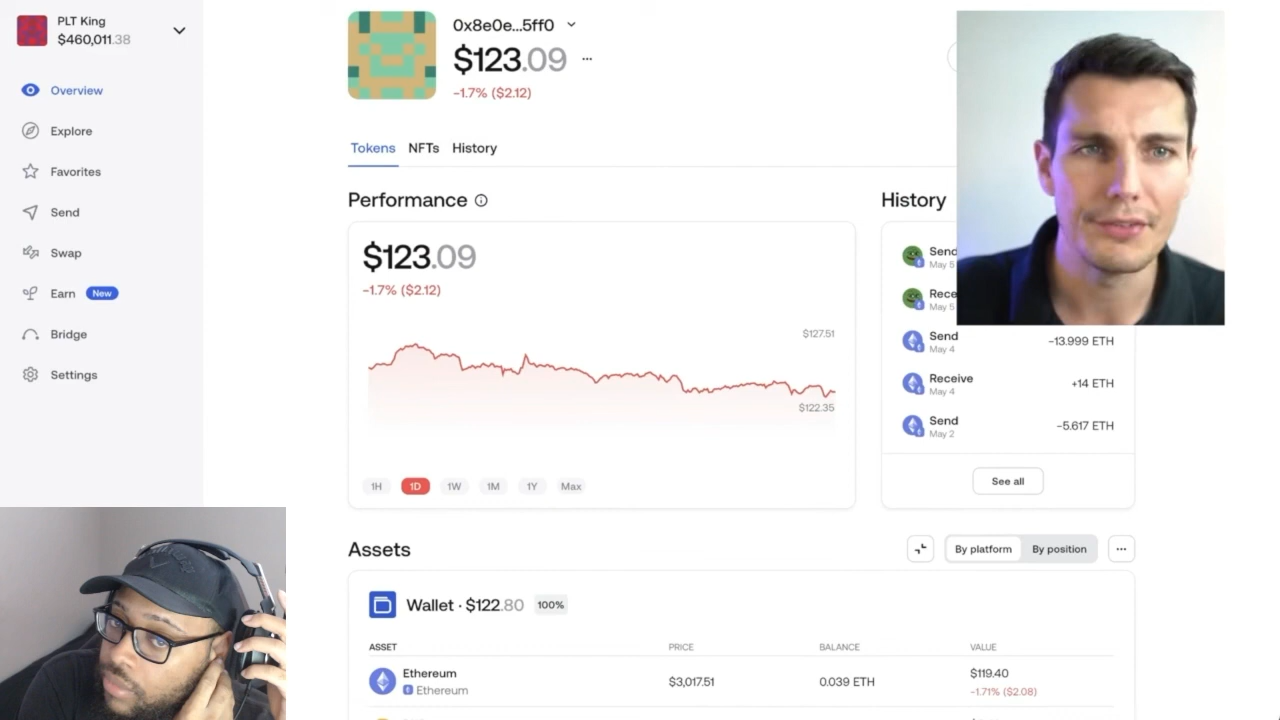 PLT King
$460,011.38
Overview
Explore
Favorites
Send
Swap
Earn New
Bridge
Settings
0x8e0e...5ff0
$123.09
-1.7% ($2.12)
Tokens NFTs History
Performance
$123.09
-1.7% ($2.12)
$127.51
$122.35
1H 1D 1W 1M 1Y Max
History
Send
May 5
Rece
May 5
Send
May 4
-13.999 ETH
Receive
May 4
+14 ETH
Send
May 2
-5.617 ETH
See all
Assets
By platform By position
Wallet · $122.80 100%
ASSET PRICE BALANCE VALUE
Ethereum
Ethereum
$3,017.51
0.039 ETH
$119.40
-1.71% ($2.08)